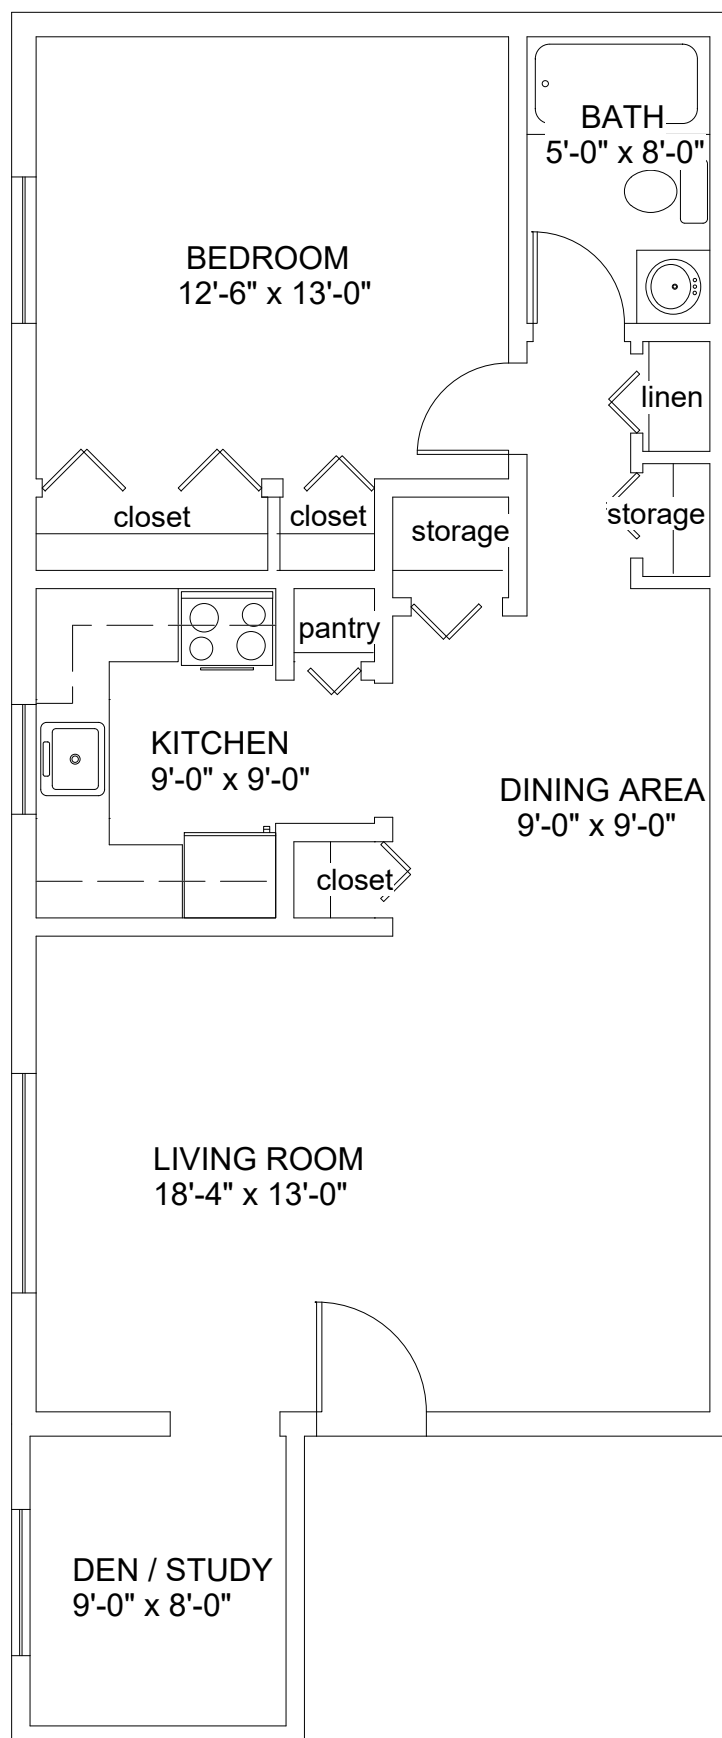 BATH
5'-0" x 8'-0"
BEDROOM
12'-6" x 13'-0"
linen
closet
closet
storage
storage
pantry
KITCHEN
9'-0" x 9'-0"
DINING AREA
9'-0" x 9'-0"
closet
LIVING ROOM
18'-4" x 13'-0"
DEN / STUDY
9'-0" x 8'-0"